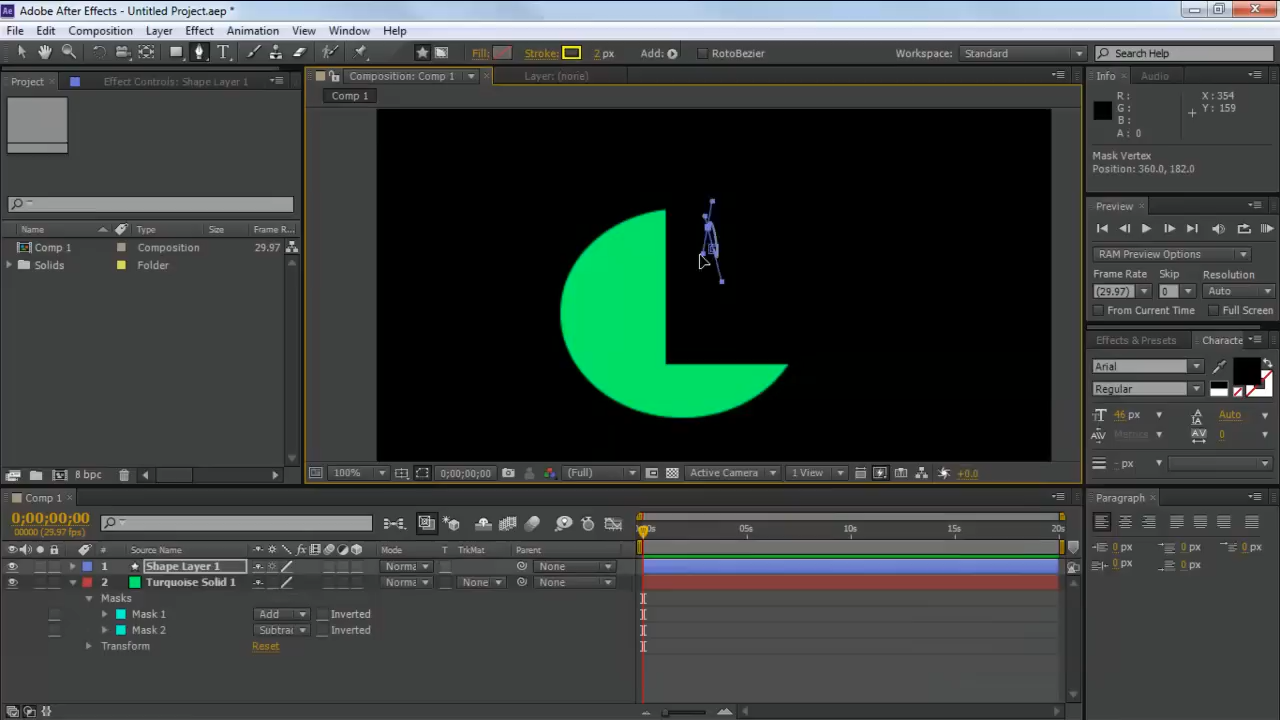 Adobe After Effects - Untitled Project.aep *
File Edit Composition Layer Effect Animation View Window Help
Fill: Stroke: 2 px Add: RotoBezier Workspace: Standard Search Help
Project Effect Controls: Shape Layer 1 Composition: Comp 1 Layer: (none) Info Audio
Comp 1
R : X : 354
G : Y : 159
B :
A : 0
Mask Vertex
Position: 360.0, 182.0
Preview
Name Type Size Frame R...
Comp 1 Composition 29.97
Solids Folder
RAM Preview Options
Frame Rate Skip Resolution
(29.97) 0 Auto
From Current Time Full Screen
Effects & Presets Characte
Arial
Regular
46 px Auto
Metrics 0
- px
8 bpc 100% 0;00;00;00 (Full) Active Camera 1 View +0.0
Comp 1
0;00;00;00
00000 (29.97 fps)
00s 05s 10s 15s 20s
# Source Name Mode T TrkMat Parent
1 Shape Layer 1 Norma None
2 Turquoise Solid 1 Norma None None
Masks
Mask 1 Add Inverted
Mask 2 Subtrac Inverted
Transform Reset
Paragraph
0 px 0 px 0 px
0 px 0 px